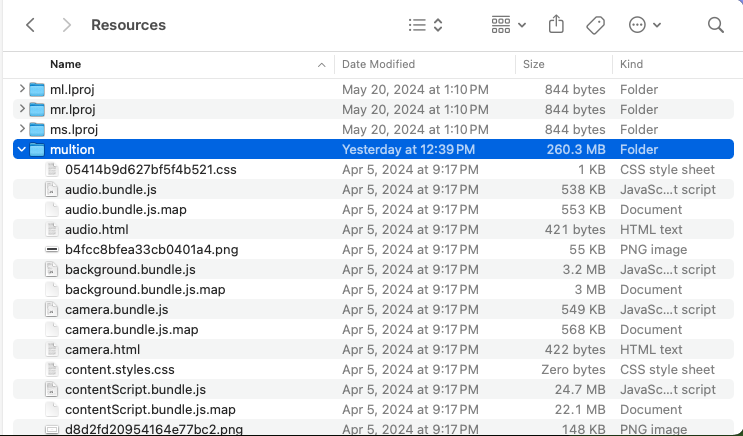 Resources
Name Date Modified Size Kind
ml.lproj May 20, 2024 at 1:10 PM 844 bytes Folder
mr.lproj May 20, 2024 at 1:10 PM 844 bytes Folder
ms.lproj May 20, 2024 at 1:10 PM 844 bytes Folder
multion Yesterday at 12:39 PM 260.3 MB Folder
05414b9d627bf5f4b521.css Apr 5, 2024 at 9:17 PM 1 KB CSS style sheet
audio.bundle.js Apr 5, 2024 at 9:17 PM 538 KB JavaSc...t script
audio.bundle.js.map Apr 5, 2024 at 9:17 PM 553 KB Document
audio.html Apr 5, 2024 at 9:17 PM 421 bytes HTML text
b4fcc8bfea33cb0401a4.png Apr 5, 2024 at 9:17 PM 55 KB PNG image
background.bundle.js Apr 5, 2024 at 9:17 PM 3.2 MB JavaSc...t script
background.bundle.js.map Apr 5, 2024 at 9:17 PM 3 MB Document
camera.bundle.js Apr 5, 2024 at 9:17 PM 549 KB JavaSc...t script
camera.bundle.js.map Apr 5, 2024 at 9:17 PM 568 KB Document
camera.html Apr 5, 2024 at 9:17 PM 422 bytes HTML text
content.styles.css Apr 5, 2024 at 9:17 PM Zero bytes CSS style sheet
contentScript.bundle.js Apr 5, 2024 at 9:17 PM 24.7 MB JavaSc...t script
contentScript.bundle.js.map Apr 5, 2024 at 9:17 PM 22.1 MB Document
d8d2fd20954164e77bc2.png Apr 5, 2024 at 9:17 PM 148 KB PNG image